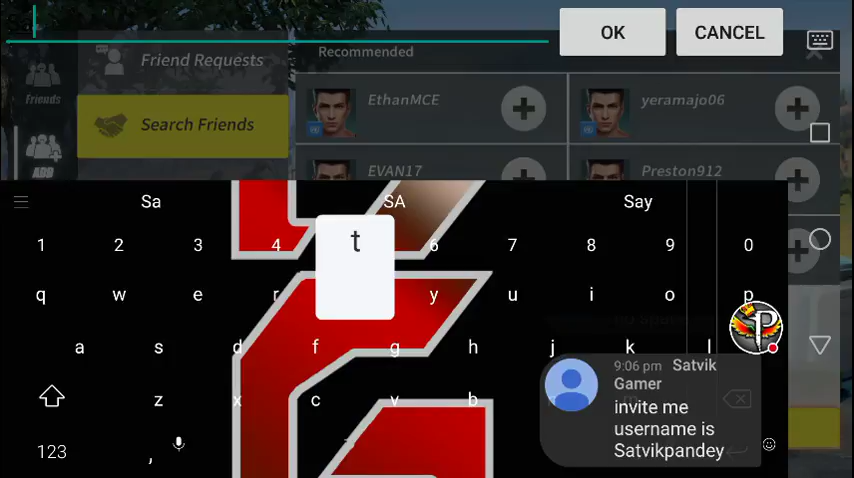 Sa
OK
CANCEL
Recommended
Friend Requests
Friends
EthanMCE
yeramajo06
Search Friends
ADD
EVAN17
Preston912
Sa
SA
Say
t
1
2
3
4
6
7
8
9
0
q
w
e
r
y
u
i
o
p
P
a
s
d
f
g
h
j
k
l
z
x
c
v
b
m
9:06 pm Satvik
Gamer
invite me
username is
Satvikpandey
123
,